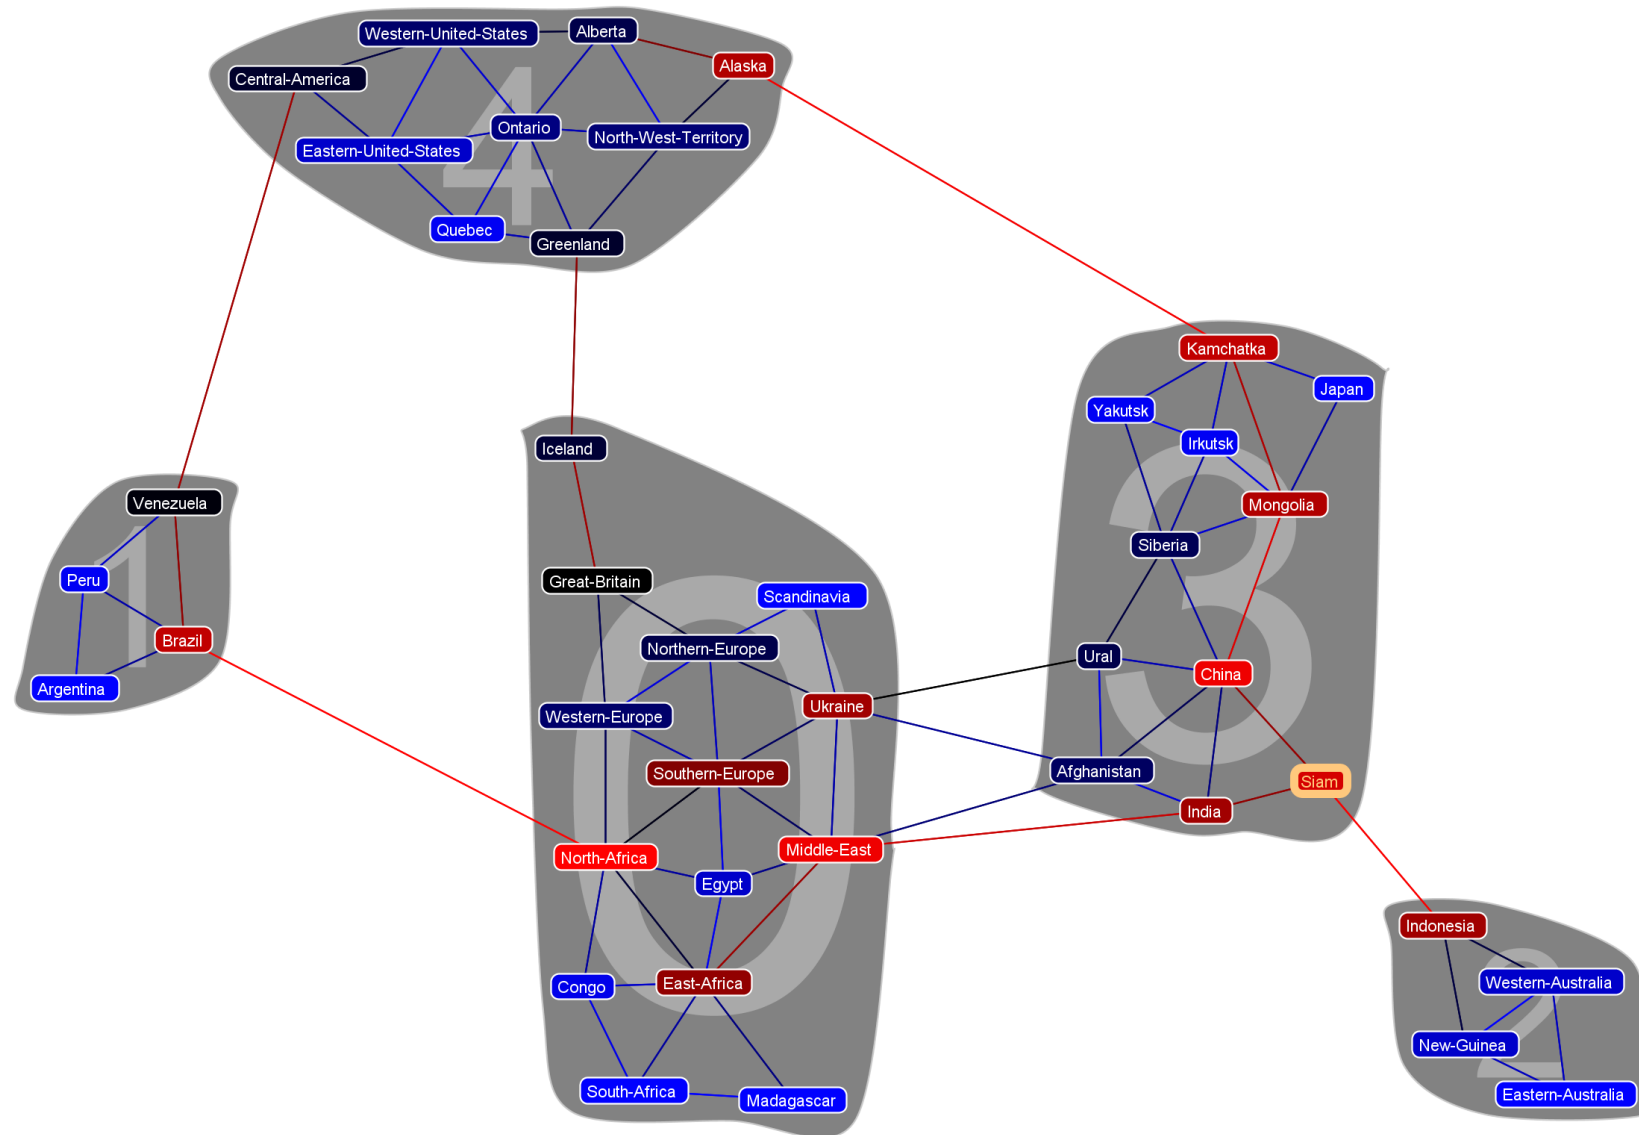 Western-United-States
Alberta
Alaska
Central-America
4
Ontario
North-West-Territory
Eastern-United-States
Quebec
Greenland
Kamchatka
Japan
Yakutsk
Irkutsk
Iceland
Venezuela
Mongolia
3
Siberia
1
Peru
Great-Britain
Scandinavia
Brazil
Northern-Europe
Ural
China
Argentina
Ukraine
Western-Europe
0
Southern-Europe
Afghanistan
Siam
India
North-Africa
Middle-East
Egypt
Indonesia
East-Africa
Congo
Western-Australia
2
New-Guinea
South-Africa
Madagascar
Eastern-Australia